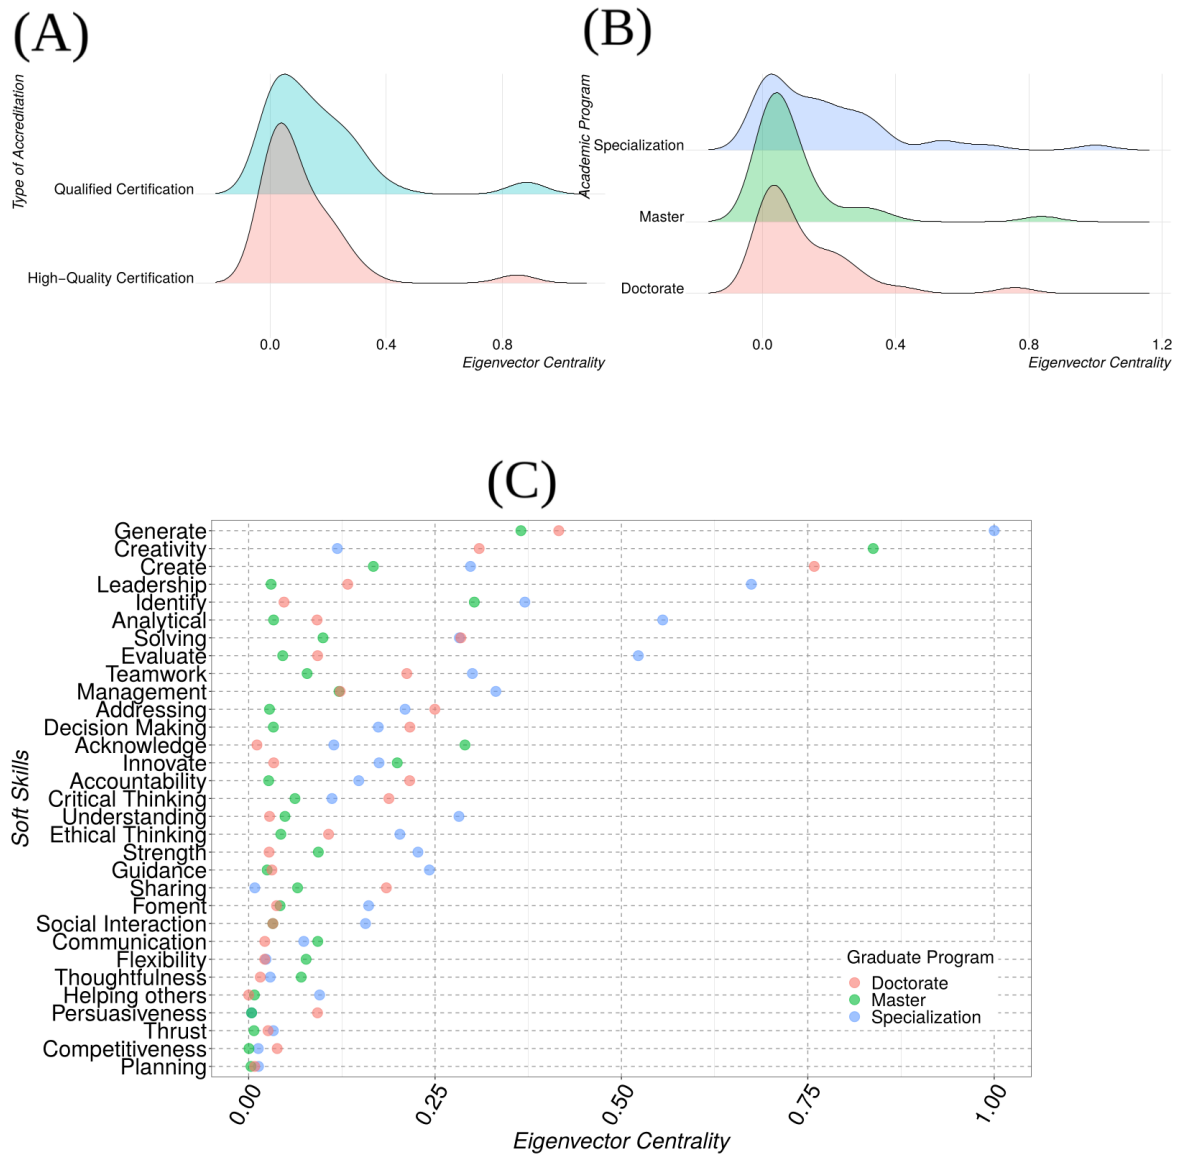 (A)
Type of Accreditation
Qualified Certification
High−Quality Certification
0.0 0.4 0.8
Eigenvector Centrality
(B)
Academic Program
Specialization
Master
Doctorate
0.0 0.4 0.8 1.2
Eigenvector Centrality
(C)
Soft Skills
Generate
Creativity
Create
Leadership
Identify
Analytical
Solving
Evaluate
Teamwork
Management
Addressing
Decision Making
Acknowledge
Innovate
Accountability
Critical Thinking
Understanding
Ethical Thinking
Strength
Guidance
Sharing
Foment
Social Interaction
Communication
Flexibility
Thoughtfulness
Helping others
Persuasiveness
Thrust
Competitiveness
Planning
Graduate Program
Doctorate
Master
Specialization
0.00 0.25 0.50 0.75 1.00
Eigenvector Centrality